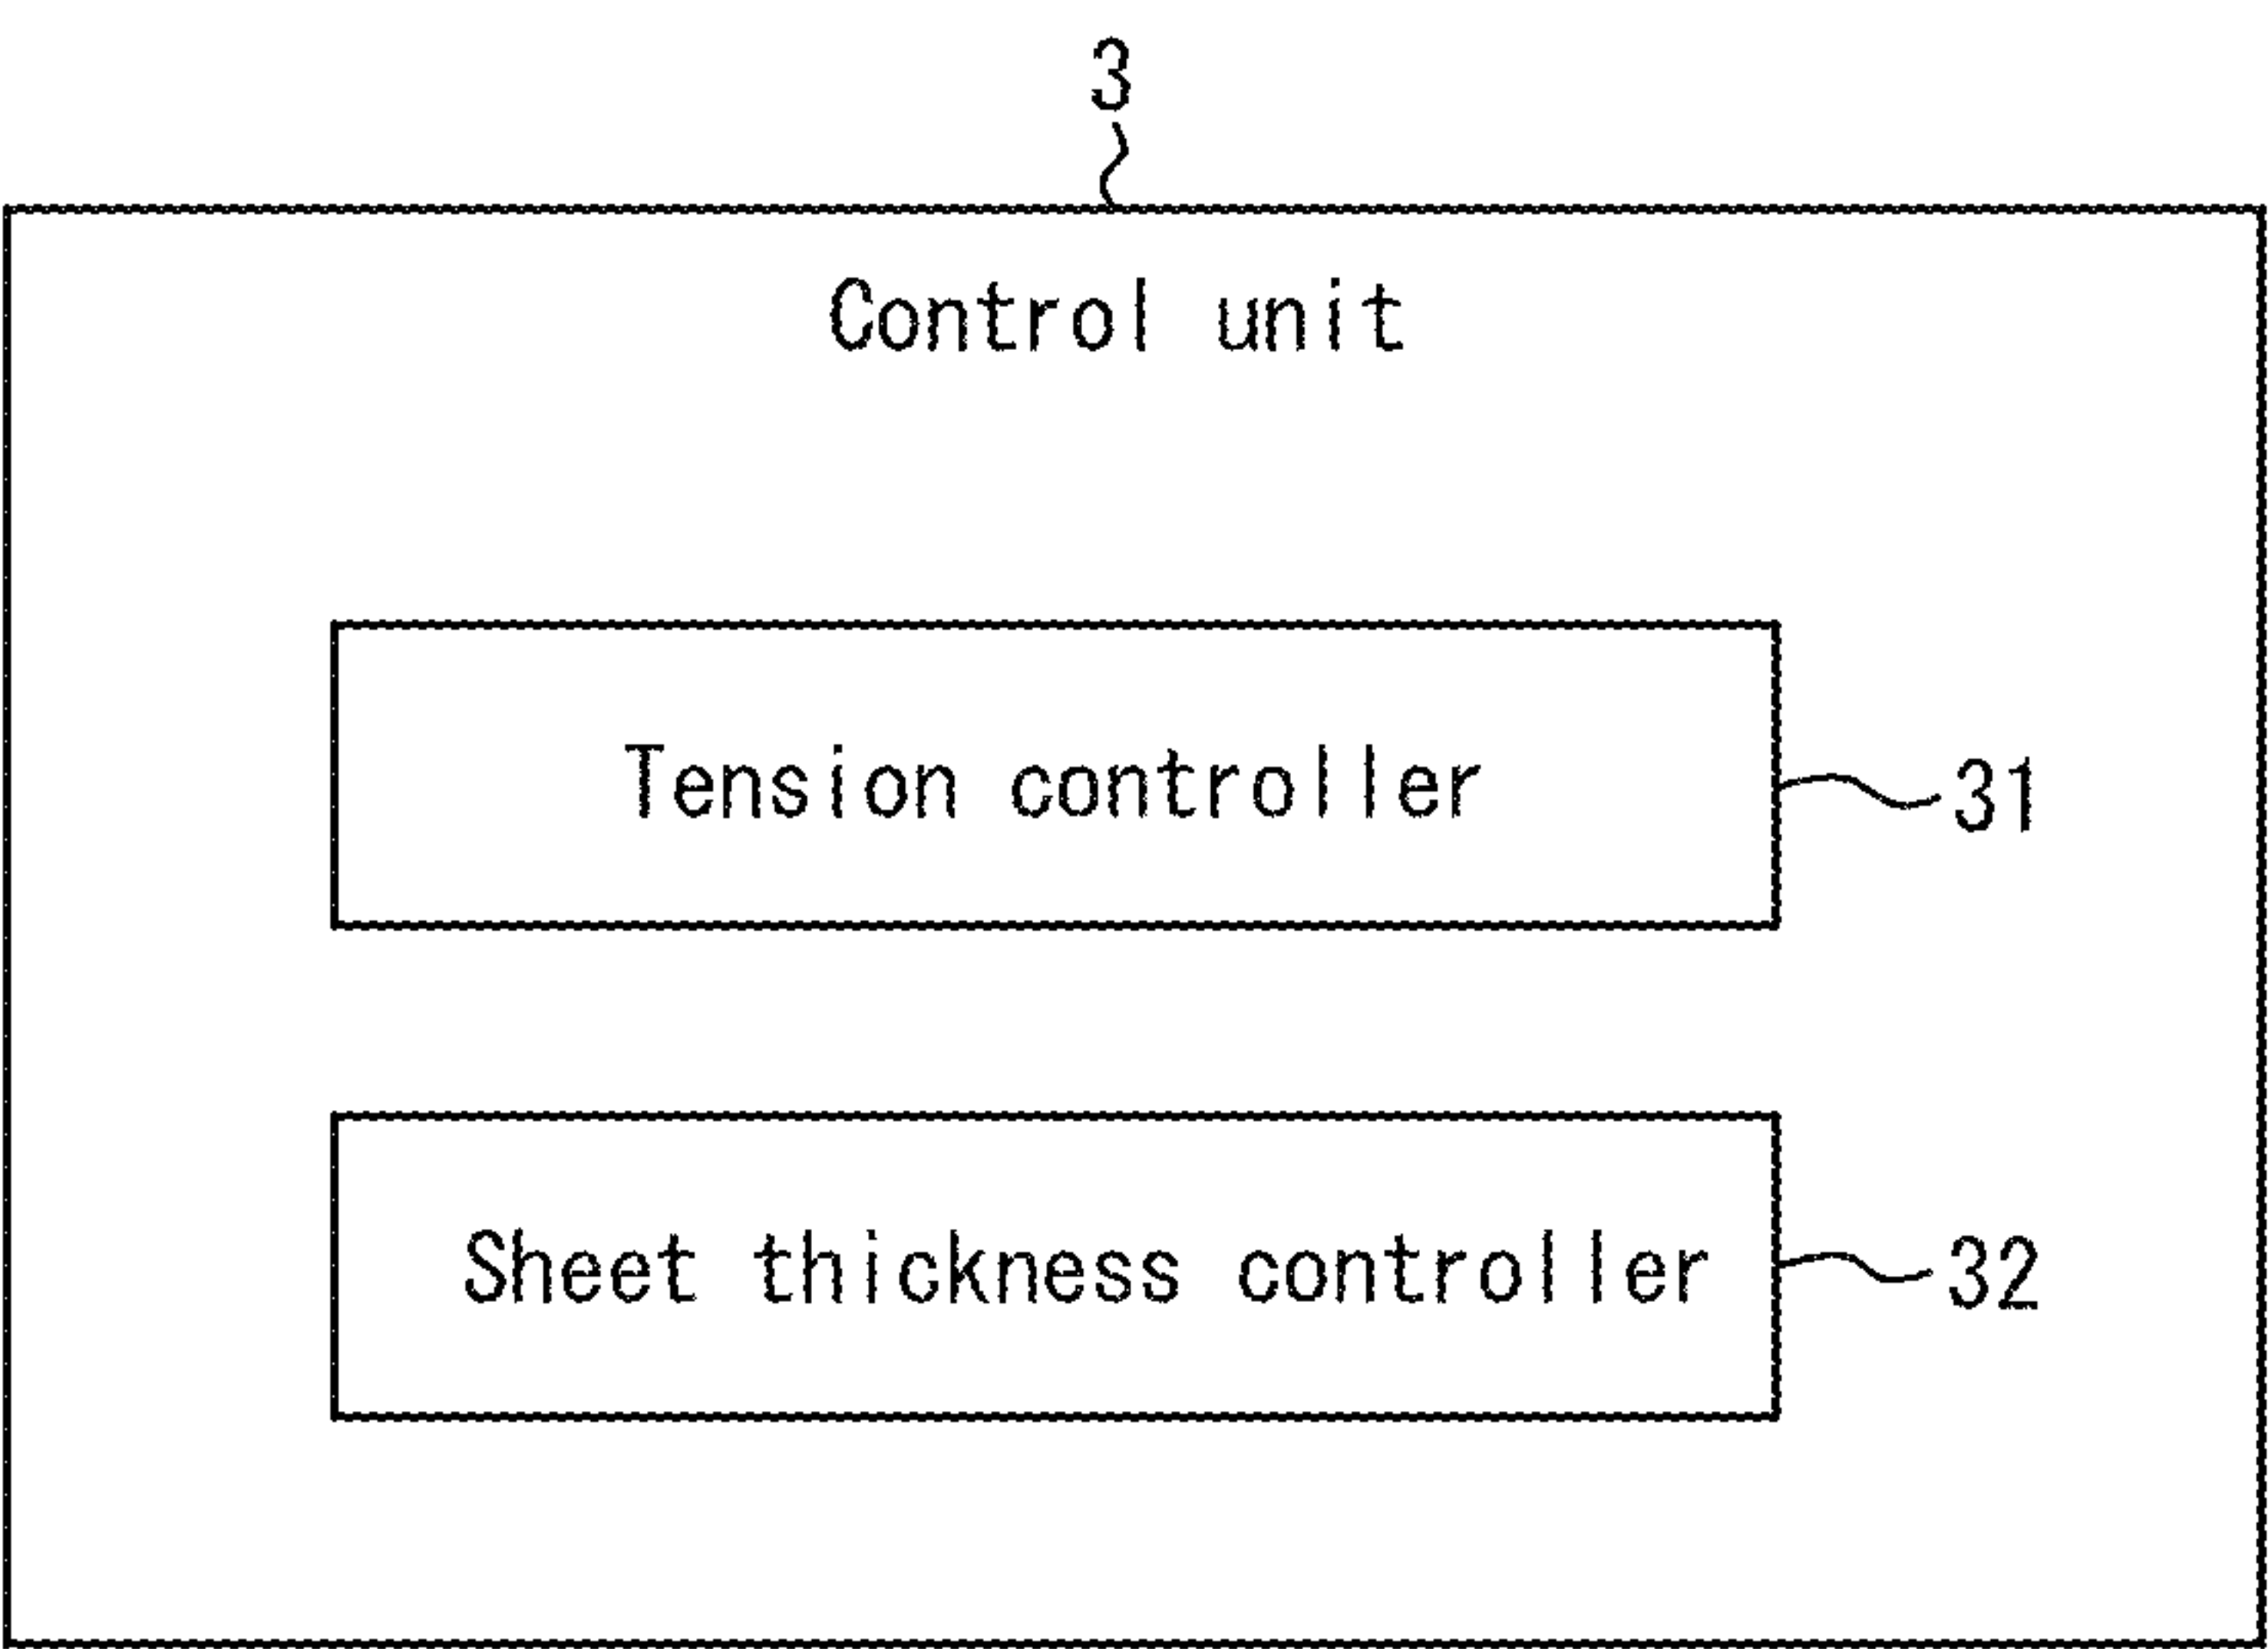 3
Control unit
Tension controller
31
Sheet thickness controller
32